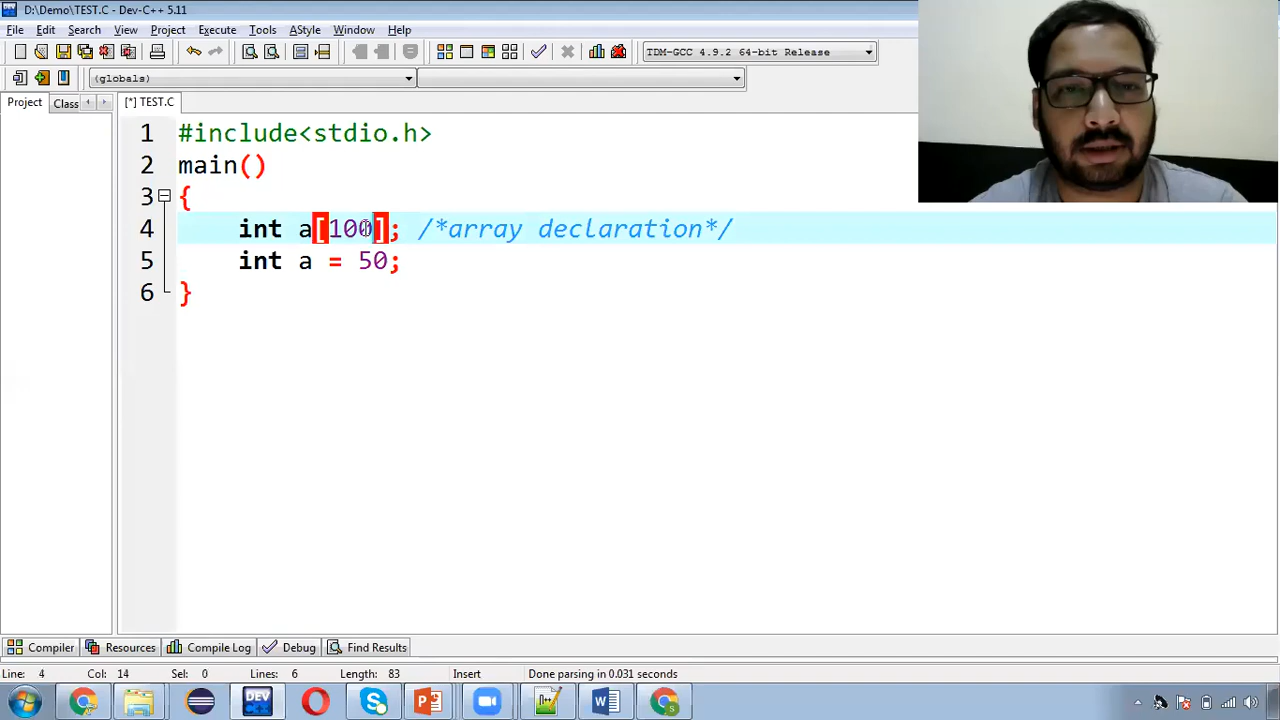 D:\Demo\TEST.C - Dev-C++ 5.11
File Edit Search View Project Execute Tools AStyle Window Help
TDM-GCC 4.9.2 64-bit Release
(globals)
Project Class [*] TEST.C
1 #include<stdio.h>
2 main()
3 {
4 int a[100]; /*array declaration*/
5 int a = 50;
6 }
Compiler Resources Compile Log Debug Find Results
Line: 4 Col: 14 Sel: 0 Lines: 6 Length: 83 Insert Done parsing in 0.031 seconds
DEV
W